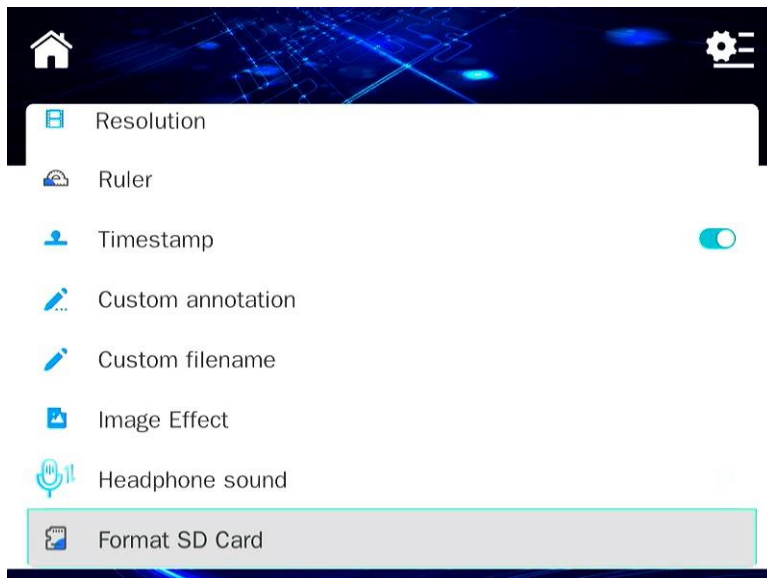 Resolution
Ruler
Timestamp
Custom annotation
Custom filename
Image Effect
Headphone sound
Format SD Card